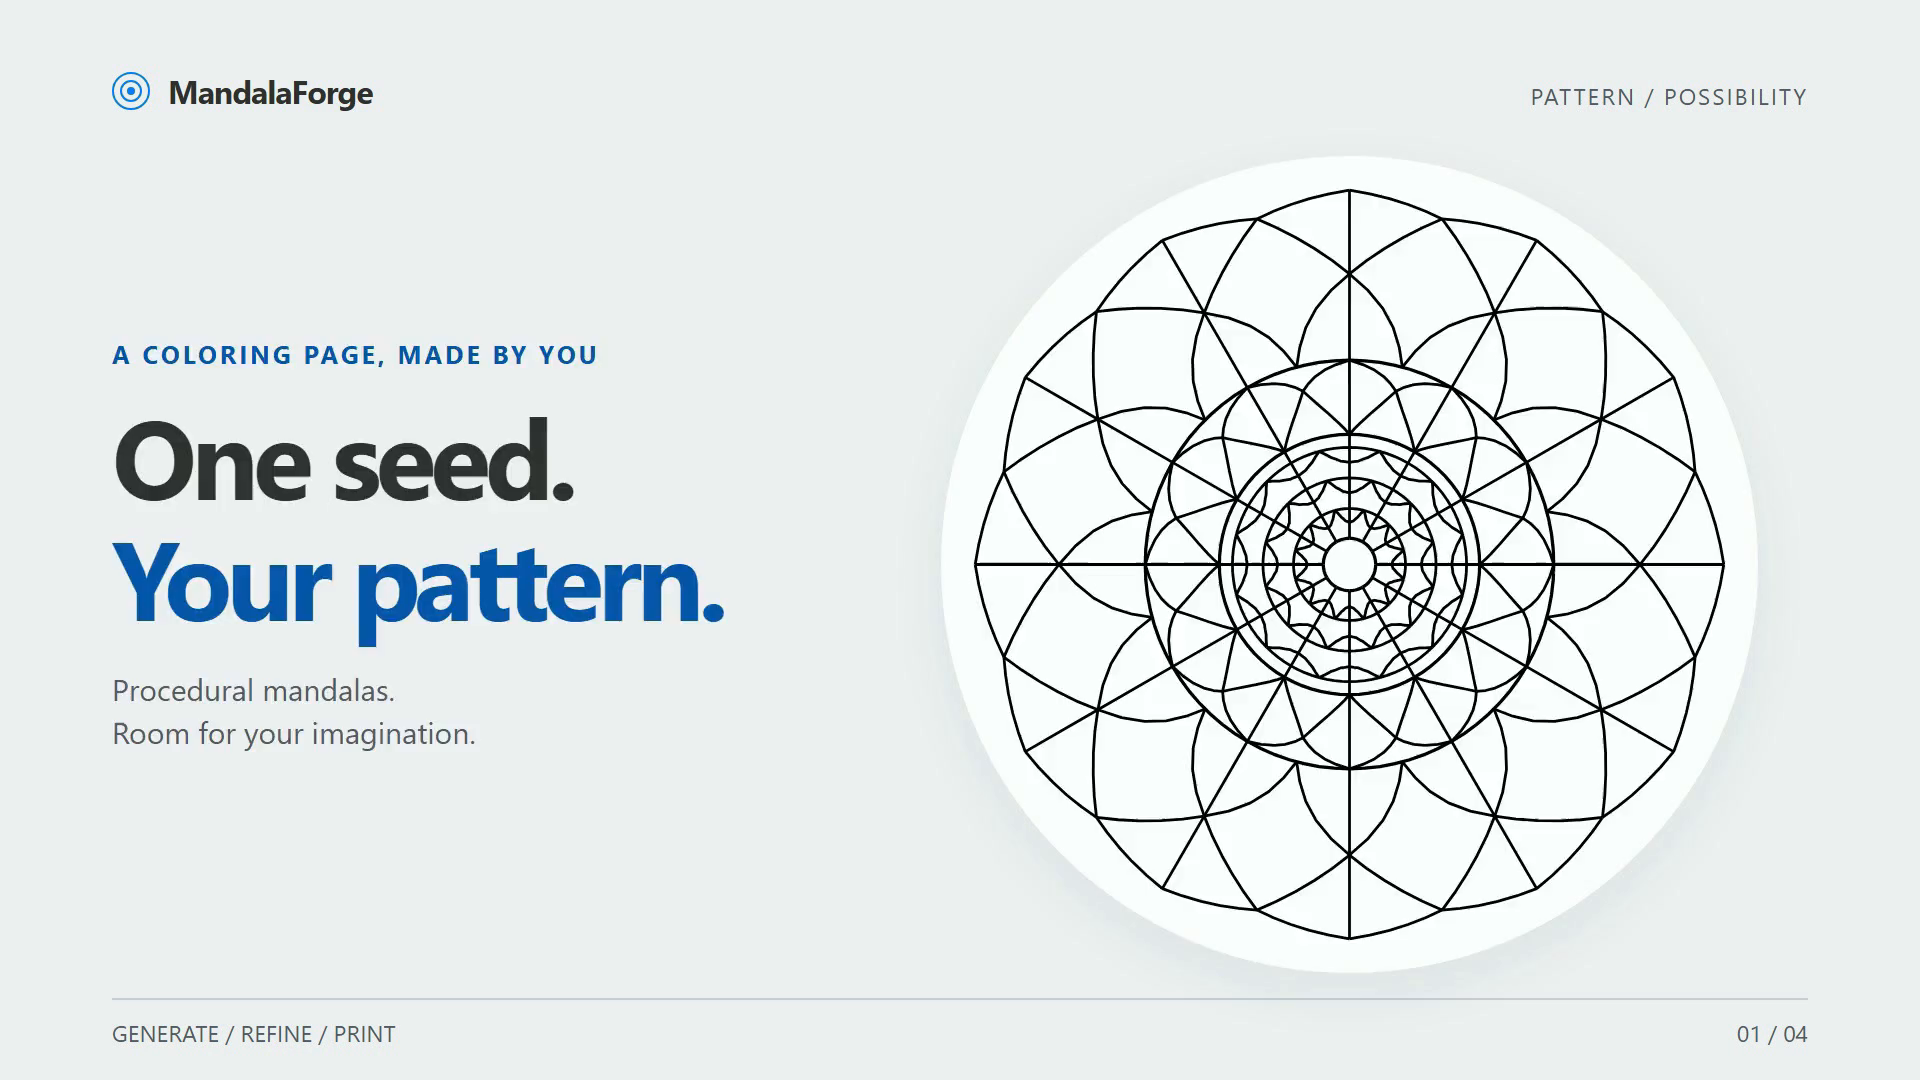 MandalaForge
PATTERN / POSSIBILITY
A COLORING PAGE, MADE BY YOU
One seed.
Your pattern.
Procedural mandalas.
Room for your imagination.
GENERATE / REFINE / PRINT
01 / 04